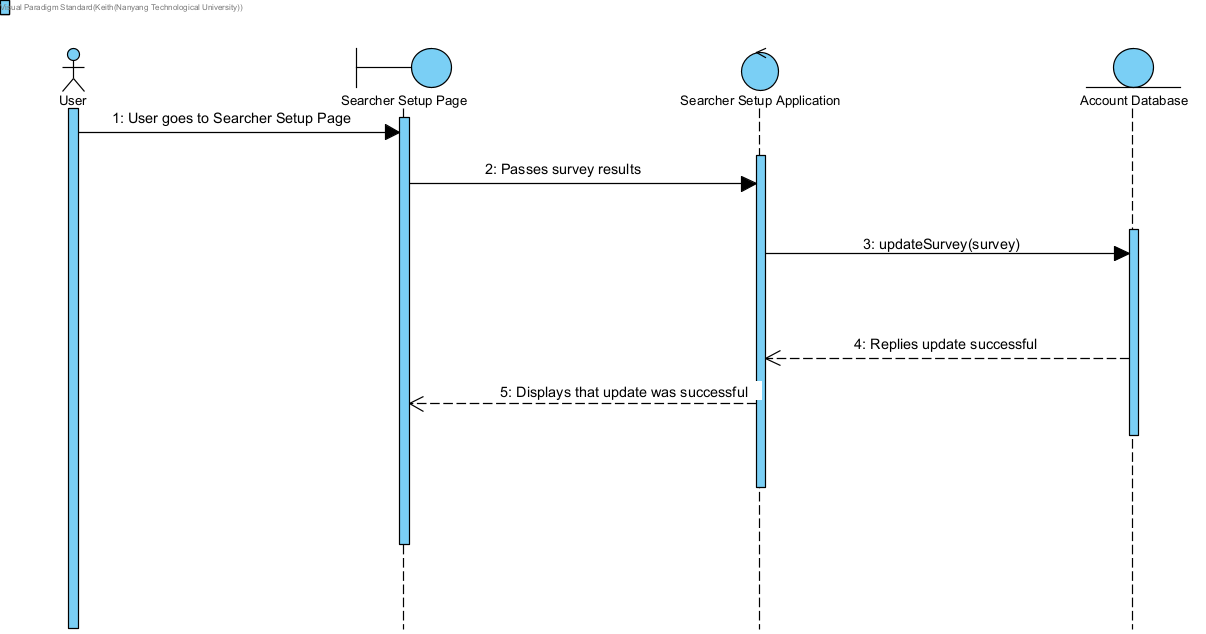 Visual Paradigm Standard(Keith(Nanyang Technological University))
User
Searcher Setup Page
Searcher Setup Application
Account Database
1: User goes to Searcher Setup Page
2: Passes survey results
3: updateSurvey(survey)
4: Replies update successful
5: Displays that update was successful